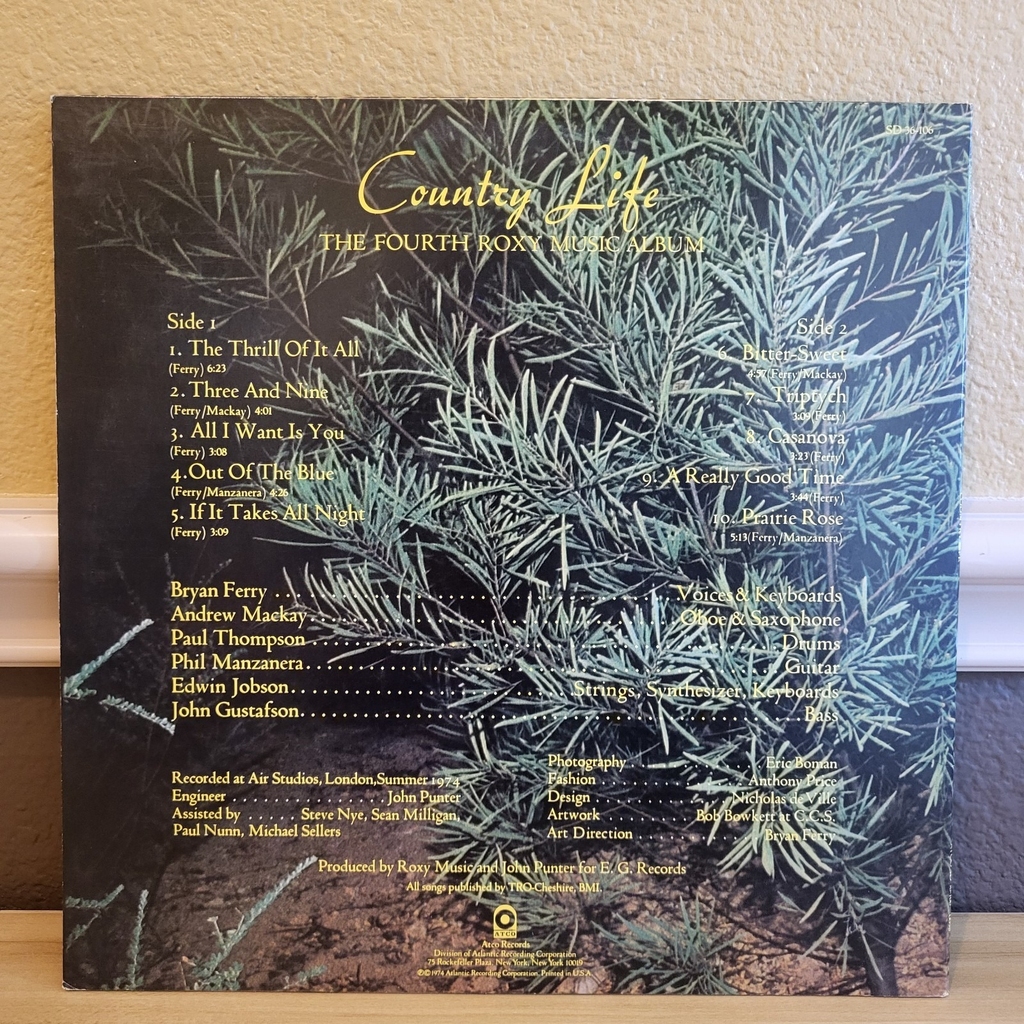 SD 36-106
Country Life
THE FOURTH ROXY MUSIC ALBUM
Side 1
1. The Thrill Of It All
(Ferry) 6:23
2. Three And Nine
(Ferry/Mackay) 4:01
3. All I Want Is You
(Ferry) 3:08
4.Out Of The Blue
(Ferry/Manzanera) 4:26
5. If It Takes All Night
(Ferry) 3:09
Side 2
6. Bitter-Sweet
4:57(Ferry/Mackay)
7. Triptych
3:09(Ferry)
8. Casanova
3:23(Ferry)
9. A Really Good Time
3:44(Ferry)
10. Prairie Rose
5:13(Ferry/Manzanera)
Bryan Ferry . . . . . . . . . . Voices & Keyboards
Andrew Mackay . . . . . . . . . . Oboe & Saxophone
Paul Thompson . . . . . . . . . . Drums
Phil Manzanera . . . . . . . . . . Guitar
Edwin Jobson . . . . . . . . . . Strings, Synthesizer, Keyboards
John Gustafson . . . . . . . . . . Bass
Recorded at Air Studios, London,Summer 1974
Engineer . . . . . . . . . . John Punter
Assisted by . . . . . . Steve Nye, Sean Milligan,
Paul Nunn, Michael Sellers
Photography . . . . . . . . . . Eric Boman
Fashion . . . . . . . . . . Anthony Price
Design . . . . . . . . . . Nicholas de Ville
Artwork . . . . . . . . . . Bob Bowkett at C.C.S.
Art Direction . . . . . . . . . . Bryan Ferry
Produced by Roxy Music and John Punter for E. G. Records
All songs published by TRO-Cheshire, BMI.
ATCO
Atco Records
Division of Atlantic Recording Corporation
75 Rockefeller Plaza, New York, New York 10019
℗©1974 Atlantic Recording Corporation. Printed in U.S.A.